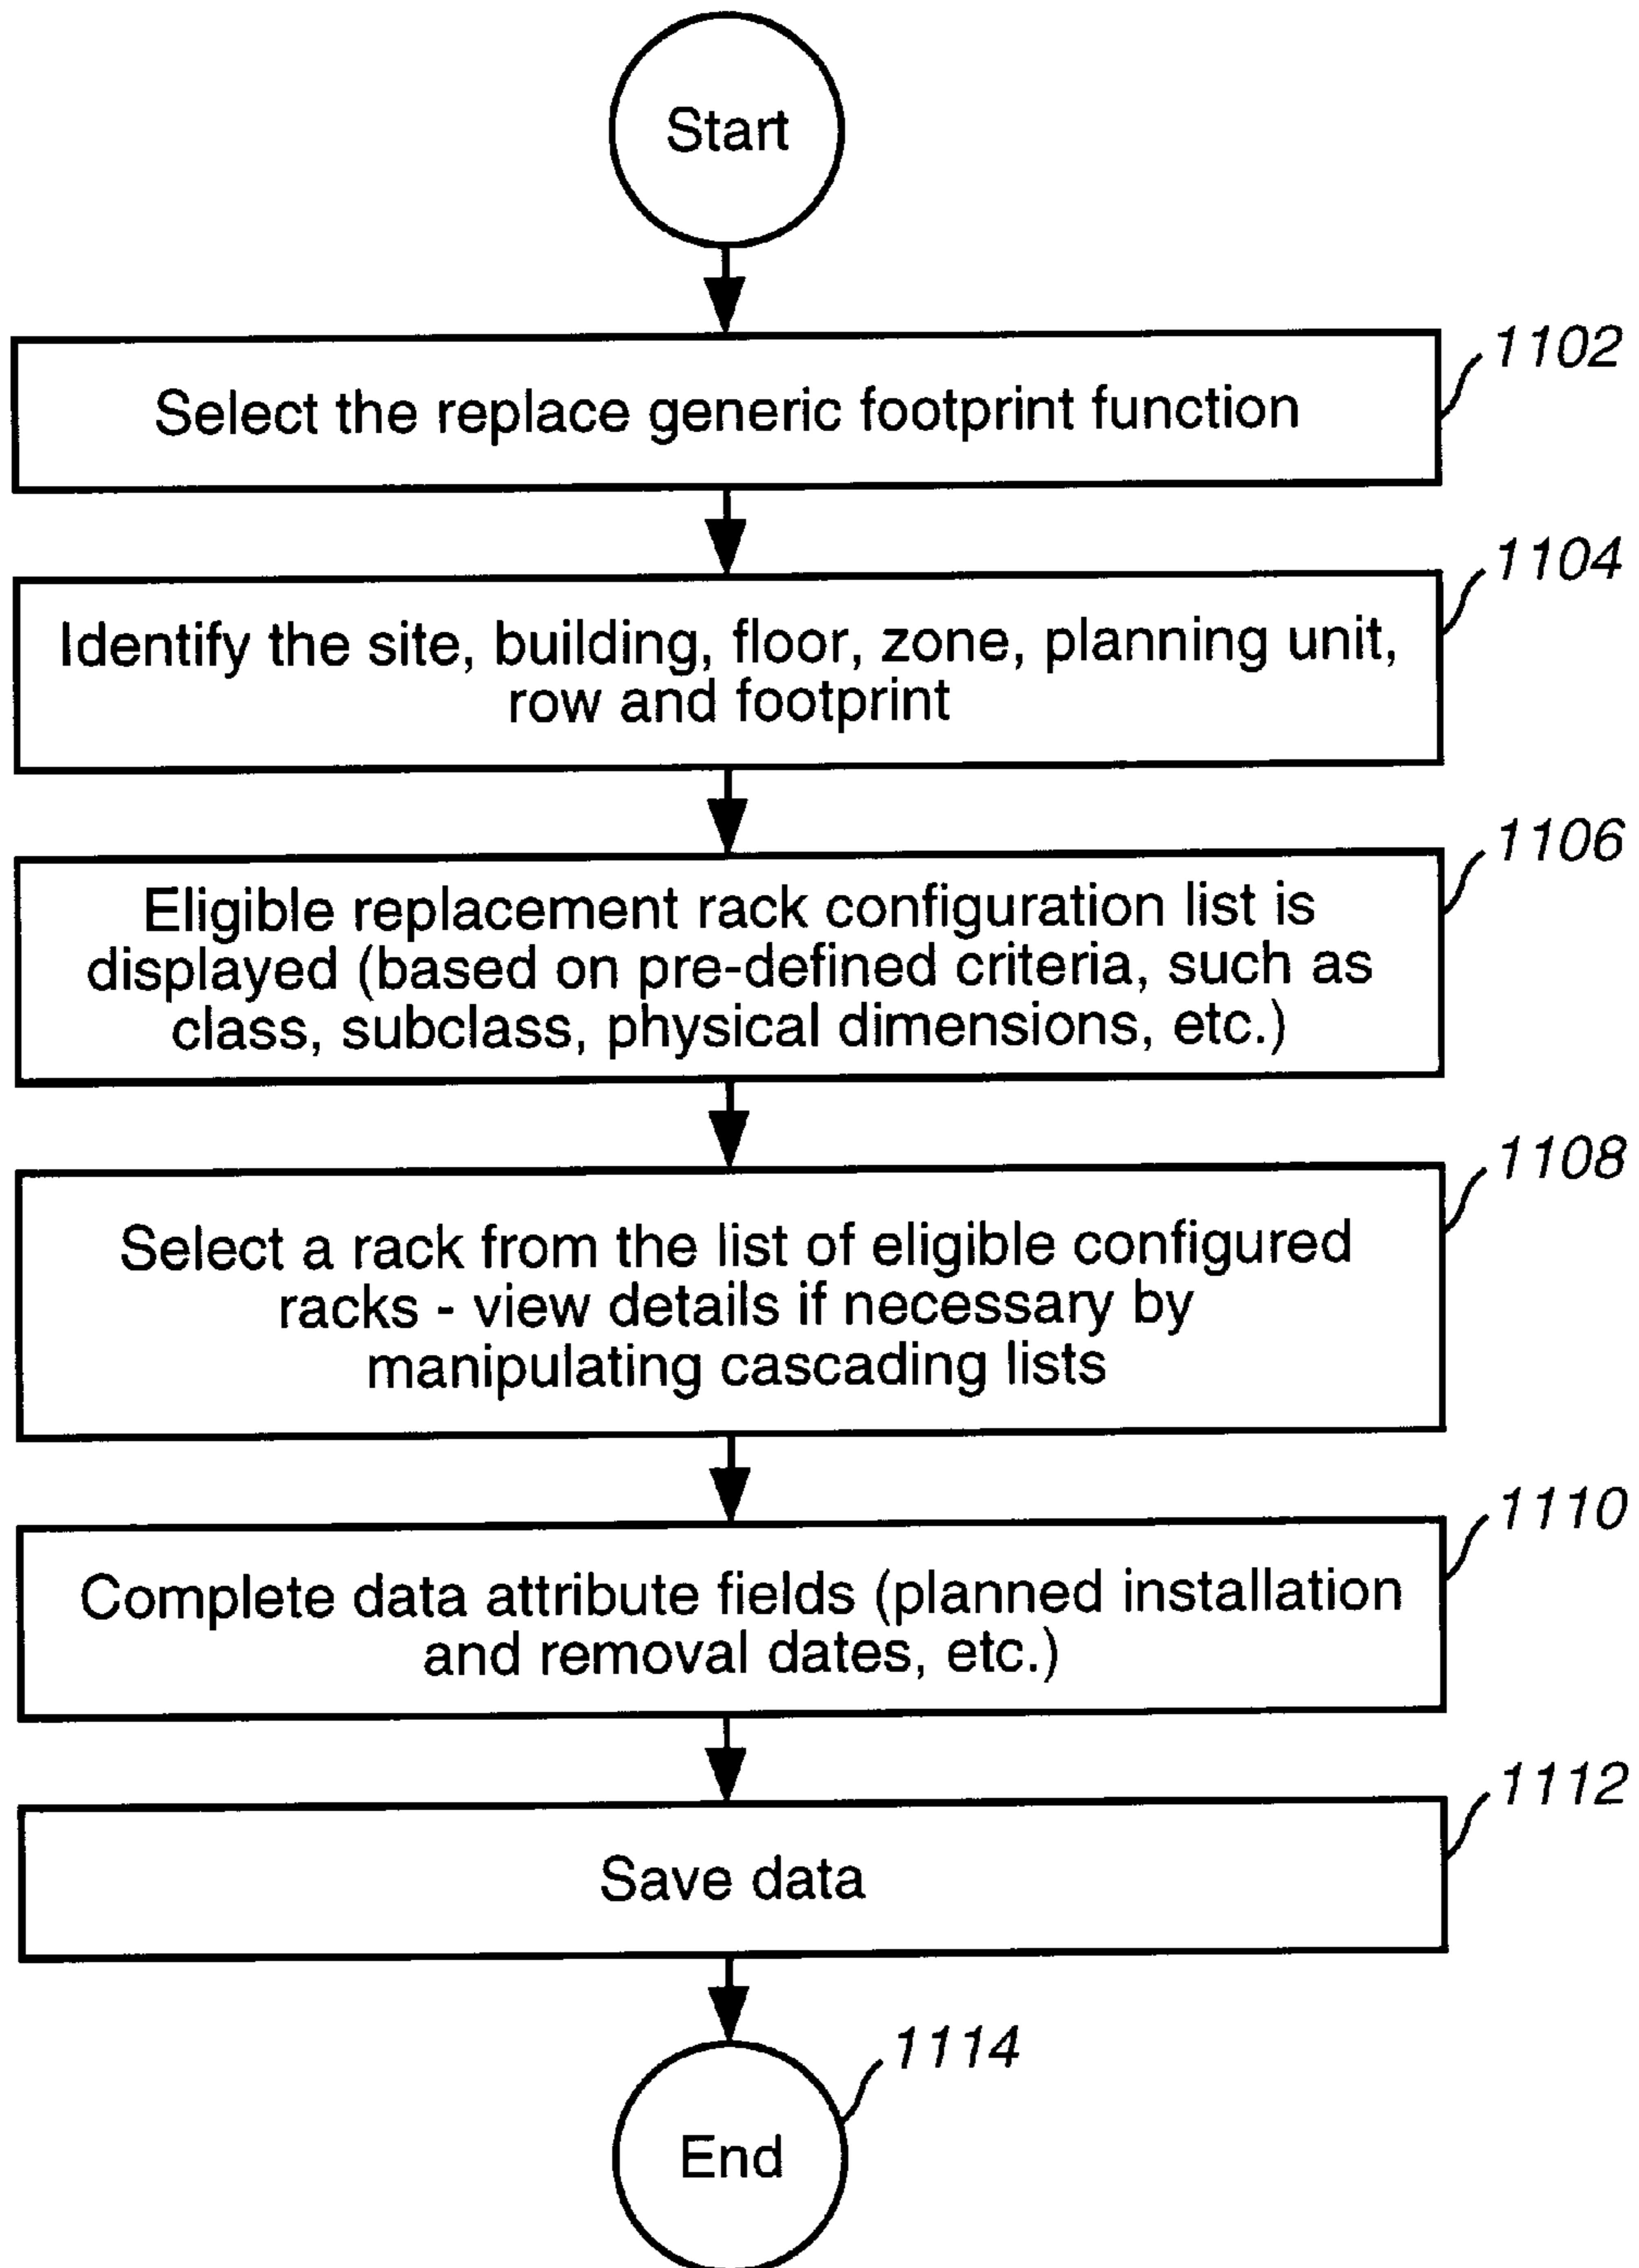 Start
1102
Select the replace generic footprint function
1104
Identify the site, building, floor, zone, planning unit,
row and footprint
1106
Eligible replacement rack configuration list is
displayed (based on pre-defined criteria, such as
class, subclass, physical dimensions, etc.)
1108
Select a rack from the list of eligible configured
racks - view details if necessary by
manipulating cascading lists
1110
Complete data attribute fields (planned installation
and removal dates, etc.)
1112
Save data
1114
End